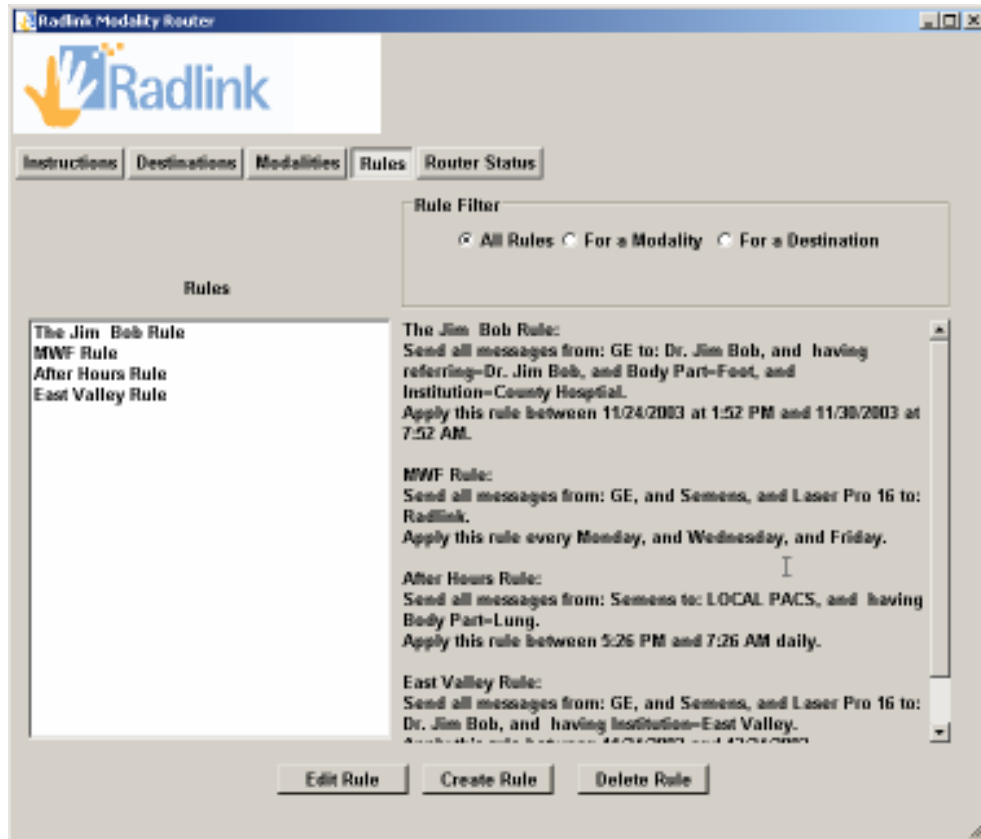 Radlink Modality Router
Radlink
Instructions Destinations Modalities Rules Router Status
Rule Filter
All Rules For a Modality For a Destination
Rules
The Jim Bob Rule
MWF Rule
After Hours Rule
East Valley Rule
The Jim Bob Rule:
Send all messages from: GE to: Dr. Jim Bob, and having
referring=Dr. Jim Bob, and Body Part=Foot, and
Institution=County Hosptial.
Apply this rule between 11/24/2003 at 1:52 PM and 11/30/2003 at
7:52 AM.
MWF Rule:
Send all messages from: GE, and Semens, and Laser Pro 16 to:
Radlink.
Apply this rule every Monday, and Wednesday, and Friday.
After Hours Rule:
Send all messages from: Semens to: LOCAL PACS, and having
Body Part=Lung.
Apply this rule between 5:26 PM and 7:26 AM daily.
East Valley Rule:
Send all messages from: GE, and Semens, and Laser Pro 16 to:
Dr. Jim Bob, and having Institution=East Valley.
Apply this rule between
Edit Rule Create Rule Delete Rule